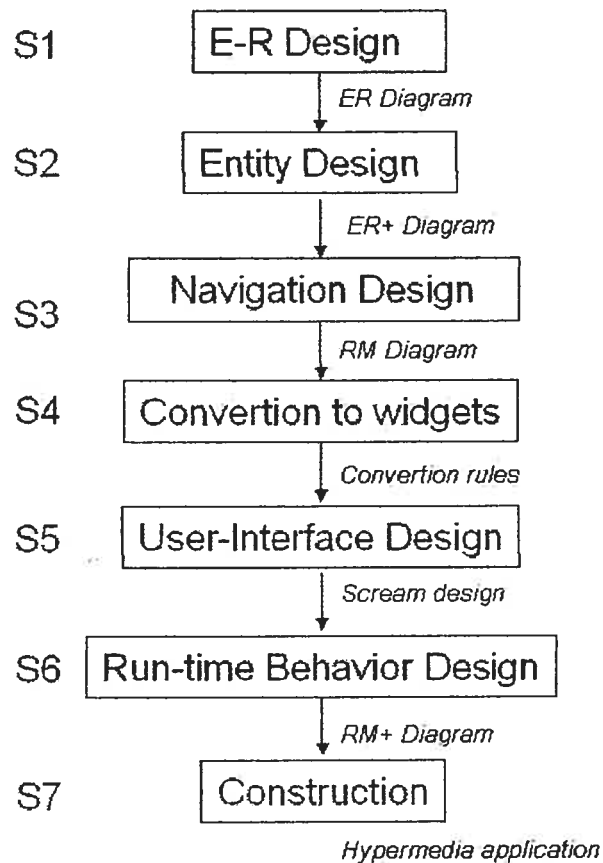 S1 E-R Design
ER Diagram
S2 Entity Design
ER+ Diagram
S3 Navigation Design
RM Diagram
S4 Convertion to widgets
Convertion rules
S5 User-Interface Design
Scream design
S6 Run-time Behavior Design
RM+ Diagram
S7 Construction
Hypermedia application